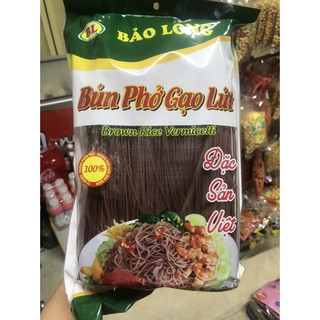 BL
BẢO LONG
Bún Phở Gạo Lứt
Brown Rice Vermicelli
100%
Đặc
Sản
Việt